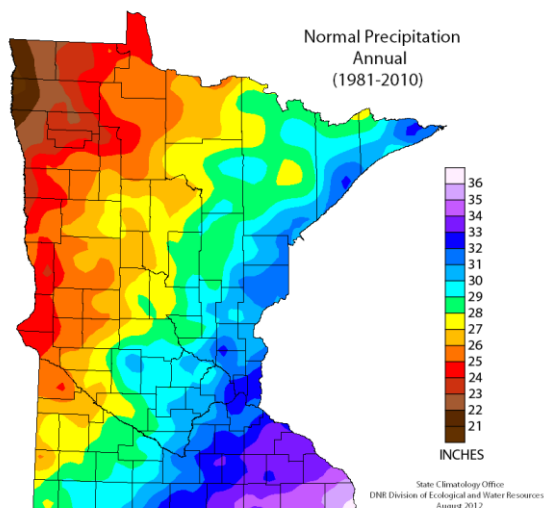 Normal Precipitation
Annual
(1981-2010)
36
35
34
33
32
31
30
29
28
27
26
25
24
23
22
21
INCHES
State Climatology Office
DNR Division of Ecological and Water Resources
August 2012